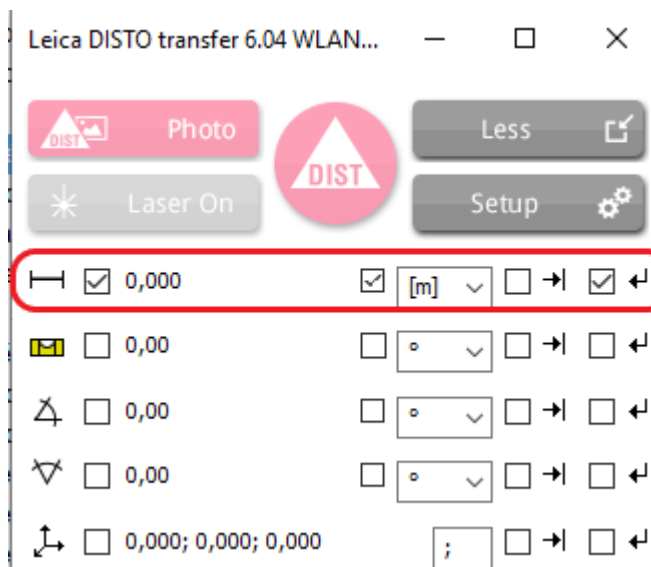 Leica DISTO transfer 6.04 WLAN...
DIST Photo DIST Less
Laser On Setup
0,000 [m]
0,00 °
0,00 °
0,00 °
0,000; 0,000; 0,000 ;